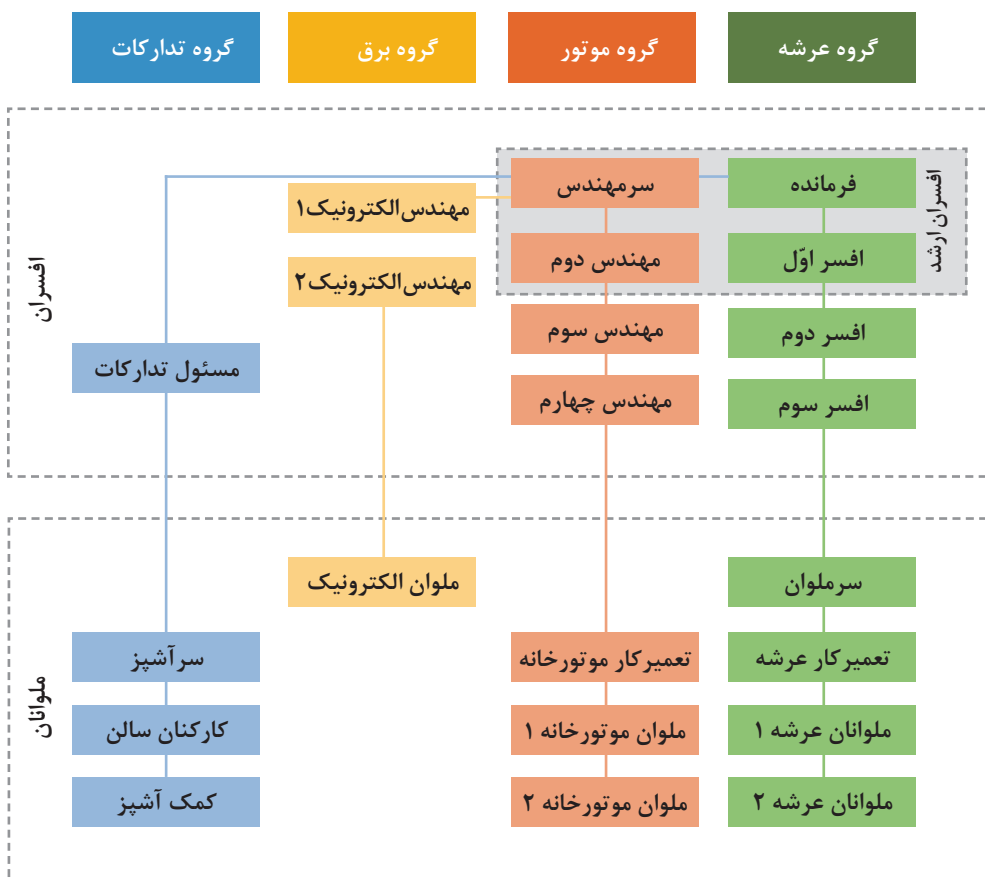 گروه عرشه
گروه موتور
گروه برق
گروه تدارکات
افسران ارشد
فرمانده
سرمهندس
مهندس الکترونیک۱
افسر اوّل
مهندس دوم
مهندس الکترونیک۲
افسران
افسر دوم
مهندس سوم
مسئول تدارکات
افسر سوم
مهندس چهارم
ملوانان
سرملوان
ملوان الکترونیک
تعمیرکار عرشه
تعمیرکار موتورخانه
سرآشپز
ملوانان عرشه ۱
ملوان موتورخانه ۱
کارکنان سالن
ملوانان عرشه ۲
ملوان موتورخانه ۲
کمک آشپز